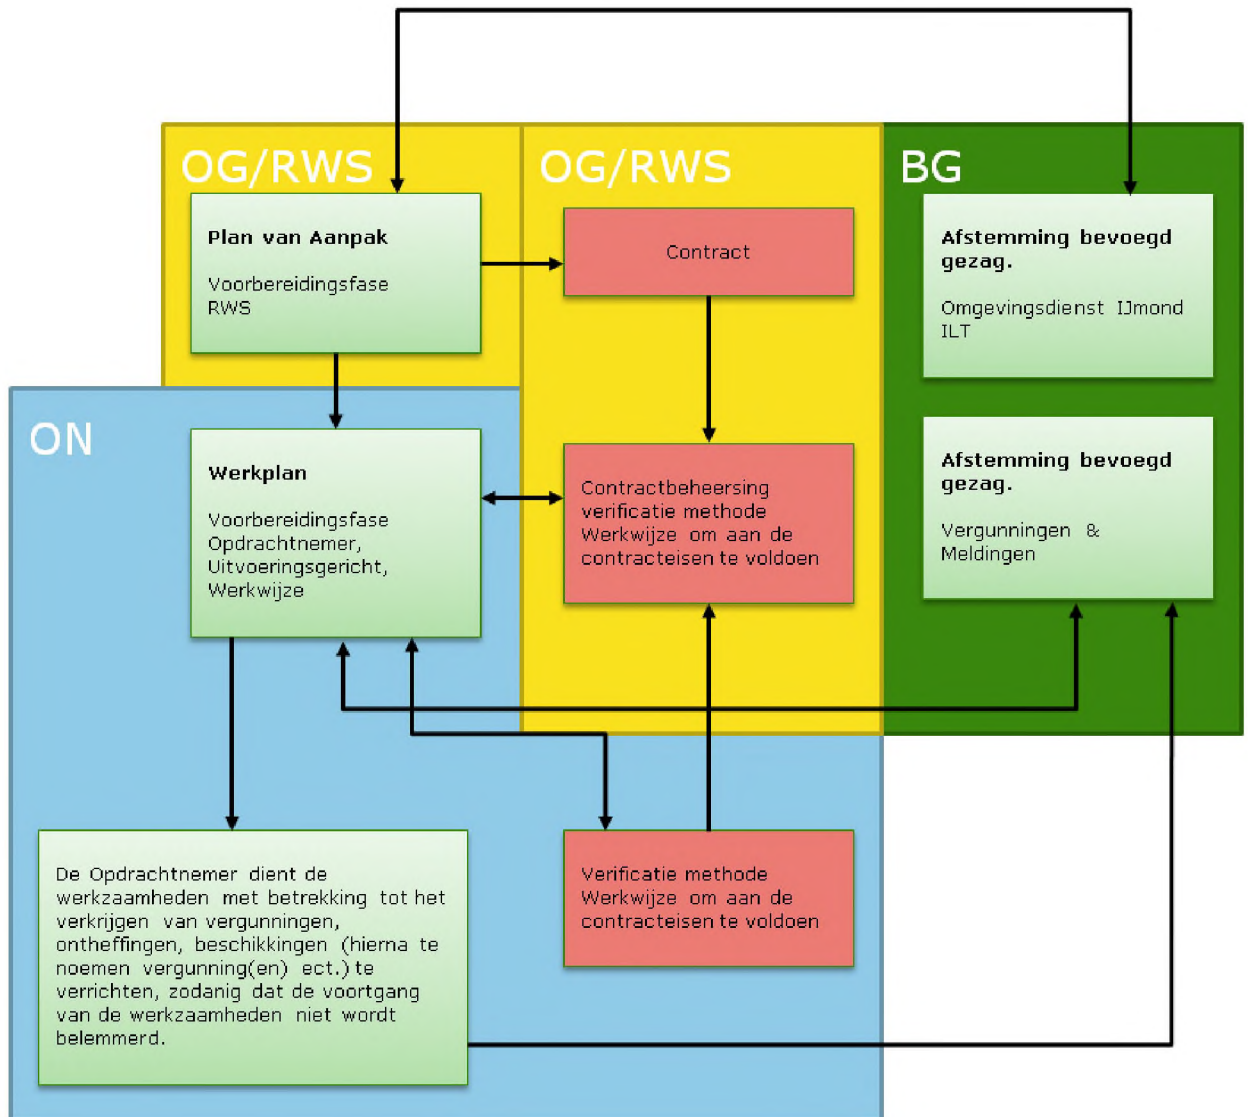 OG/RWS
Plan van Aanpak
Voorbereidingsfase
RWS
OG/RWS
Contract
BG
Afstemming bevoegd
gezag.
Omgevingsdienst IJmond
ILT
ON
Werkplan
Voorbereidingsfase
Opdrachtnemer,
Uitvoeringsgericht,
Werkwijze
Contractbeheersing
verificatie methode
Werkwijze om aan de
contracteisen te voldoen
Afstemming bevoegd
gezag.
Vergunningen &
Meldingen
De Opdrachtnemer dient de
werkzaamheden met betrekking tot het
verkrijgen van vergunningen,
ontheffingen, beschikkingen (hierna te
noemen vergunning(en) ect.) te
verrichten, zodanig dat de voortgang
van de werkzaamheden niet wordt
belemmerd.
Verificatie methode
Werkwijze om aan de
contracteisen te voldoen